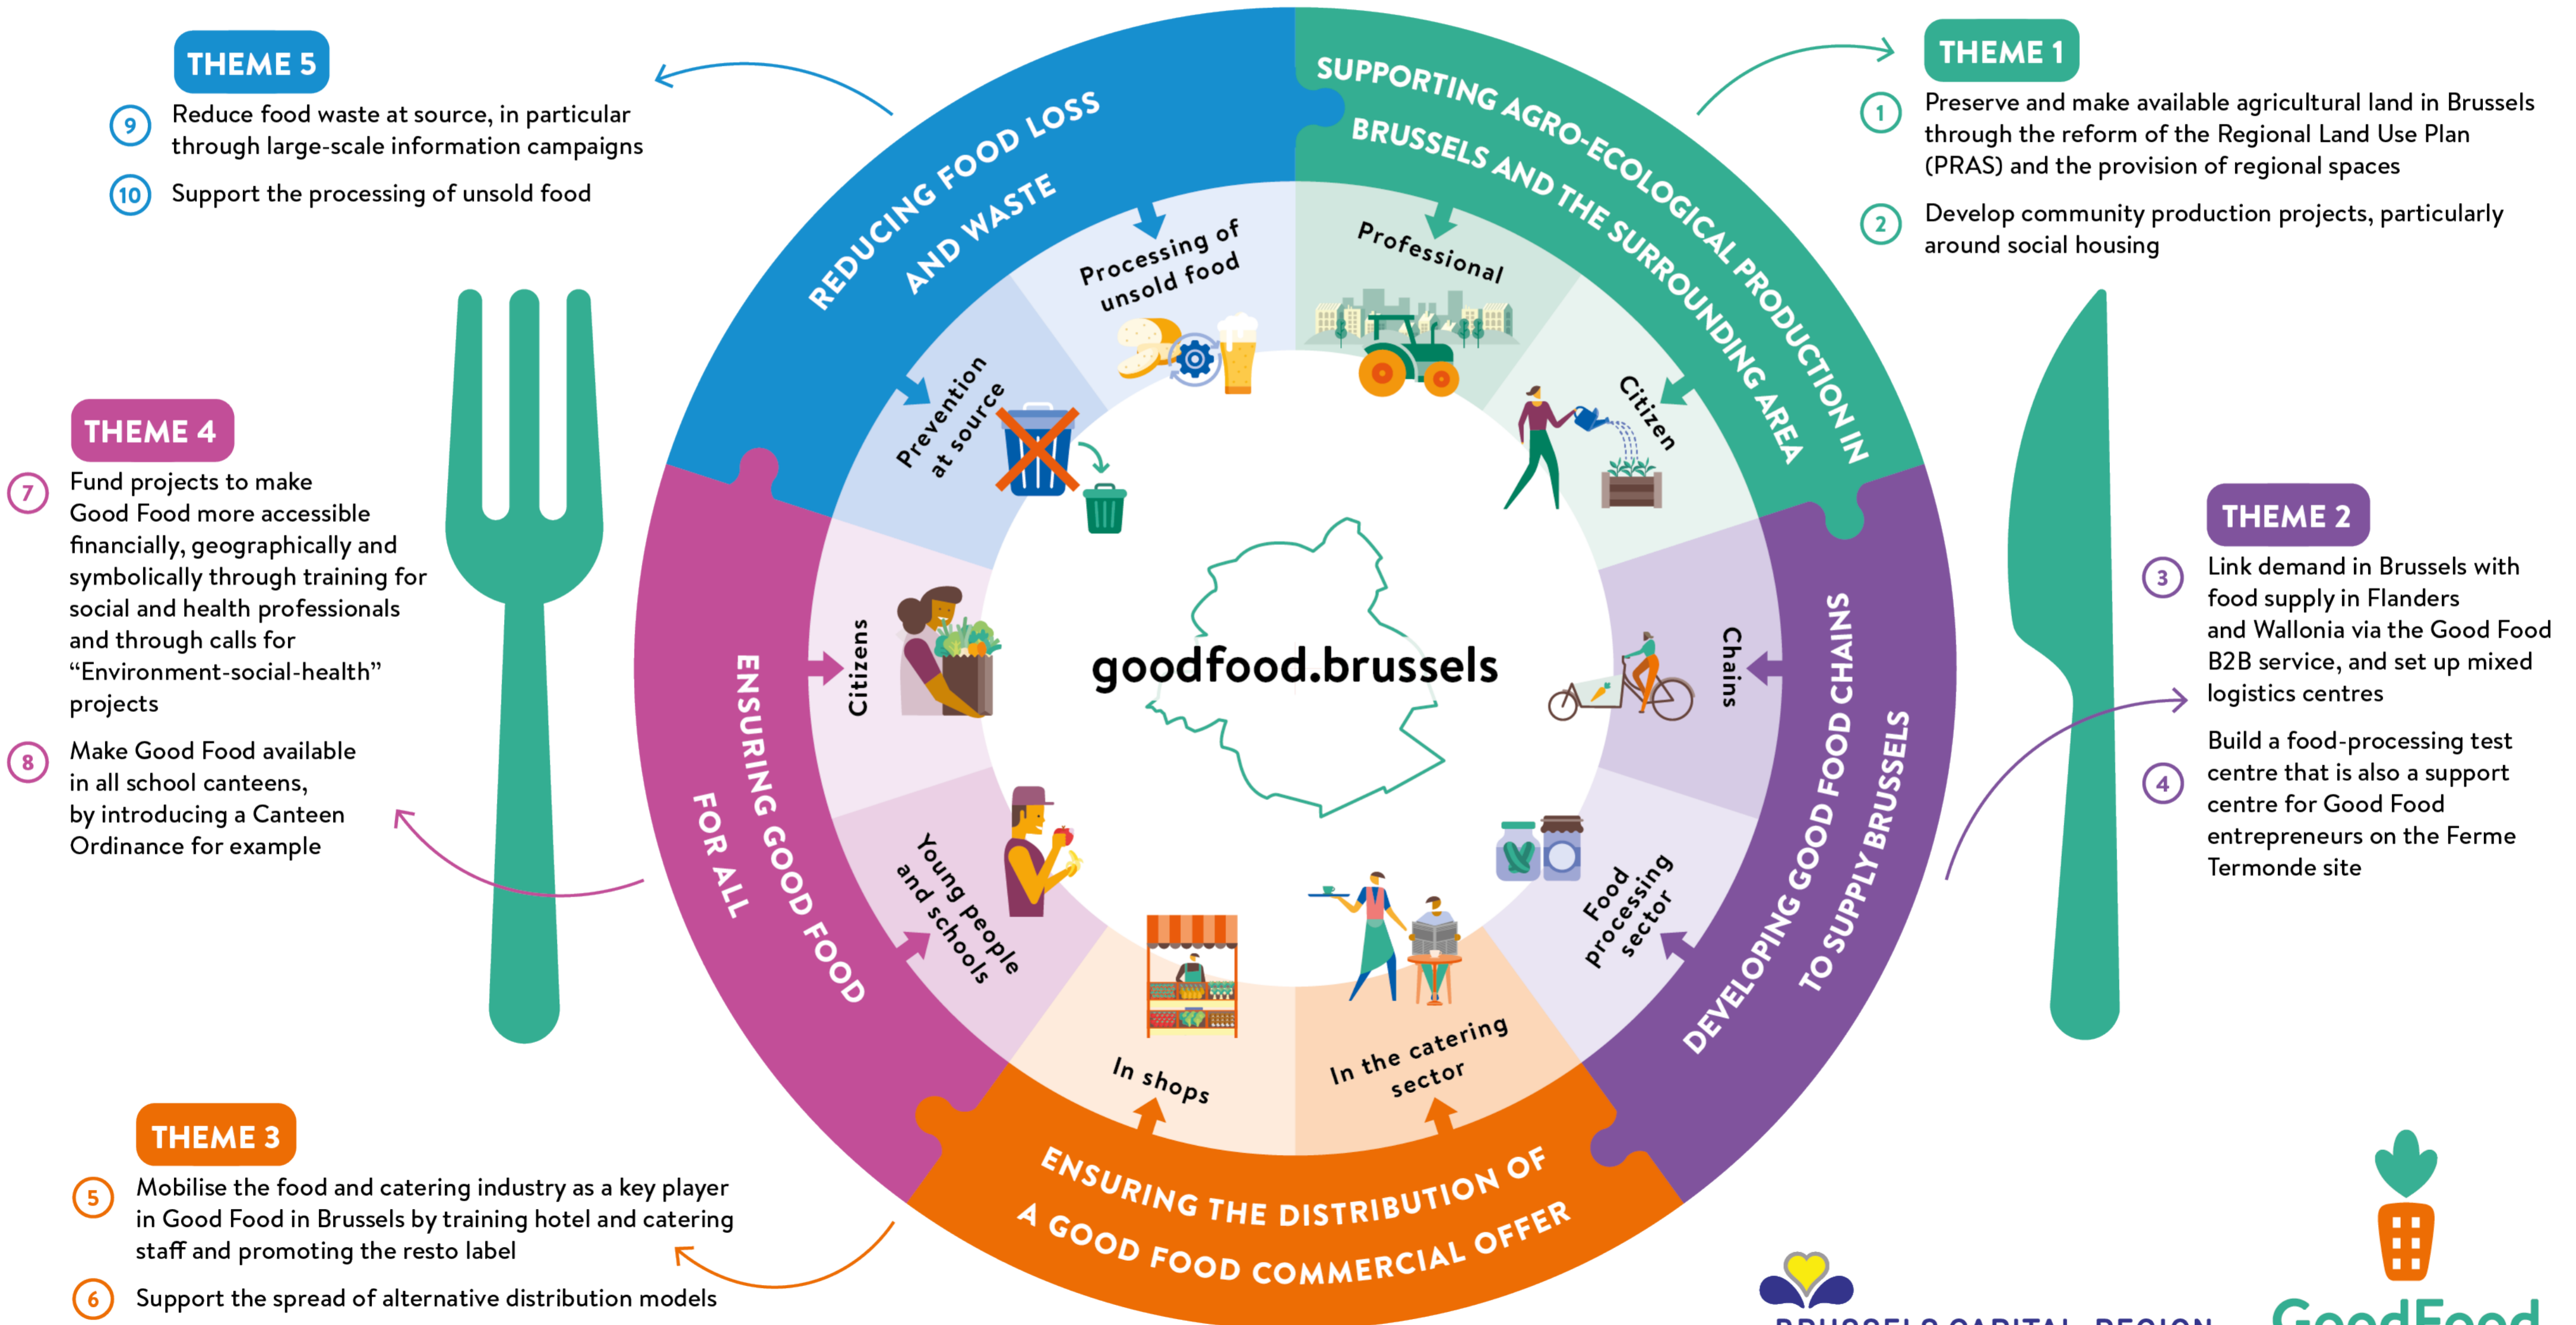 THEME 5
9
Reduce food waste at source, in particular
through large-scale information campaigns
10
Support the processing of unsold food
THEME 1
1
Preserve and make available agricultural land in Brussels
through the reform of the Regional Land Use Plan
(PRAS) and the provision of regional spaces
2
Develop community production projects, particularly
around social housing
THEME 4
7
Fund projects to make
Good Food more accessible
financially, geographically and
symbolically through training for
social and health professionals
and through calls for
“Environment-social-health”
projects
8
Make Good Food available
in all school canteens,
by introducing a Canteen
Ordinance for example
THEME 2
3
Link demand in Brussels with
food supply in Flanders
and Wallonia via the Good Food
B2B service, and set up mixed
logistics centres
4
Build a food-processing test
centre that is also a support
centre for Good Food
entrepreneurs on the Ferme
Termonde site
THEME 3
5
Mobilise the food and catering industry as a key player
in Good Food in Brussels by training hotel and catering
staff and promoting the resto label
6
Support the spread of alternative distribution models
REDUCING FOOD LOSS
AND WASTE
Processing of
unsold food
Prevention
at source
SUPPORTING AGRO-ECOLOGICAL PRODUCTION IN
BRUSSELS AND THE SURROUNDING AREA
Professional
Citizen
DEVELOPING GOOD FOOD CHAINS
TO SUPPLY BRUSSELS
Chains
Food
processing
sector
ENSURING THE DISTRIBUTION OF
A GOOD FOOD COMMERCIAL OFFER
In the catering
sector
In shops
ENSURING GOOD FOOD
FOR ALL
Young people
and schools
Citizens
goodfood.brussels
BRUSSELS CAPITAL-REGION
GoodFood